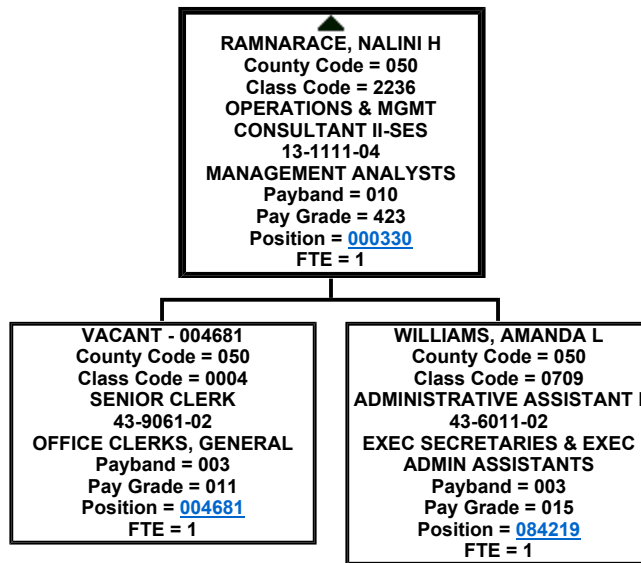 RAMNARACE, NALINI H
County Code = 050
Class Code = 2236
OPERATIONS & MGMT
CONSULTANT II-SES
13-1111-04
MANAGEMENT ANALYSTS
Payband = 010
Pay Grade = 423
Position = 000330
FTE = 1
VACANT - 004681
County Code = 050
Class Code = 0004
SENIOR CLERK
43-9061-02
OFFICE CLERKS, GENERAL
Payband = 003
Pay Grade = 011
Position = 004681
FTE = 1
WILLIAMS, AMANDA L
County Code = 050
Class Code = 0709
ADMINISTRATIVE ASSISTANT
43-6011-02
EXEC SECRETARIES & EXEC
ADMIN ASSISTANTS
Payband = 003
Pay Grade = 015
Position = 084219
FTE = 1